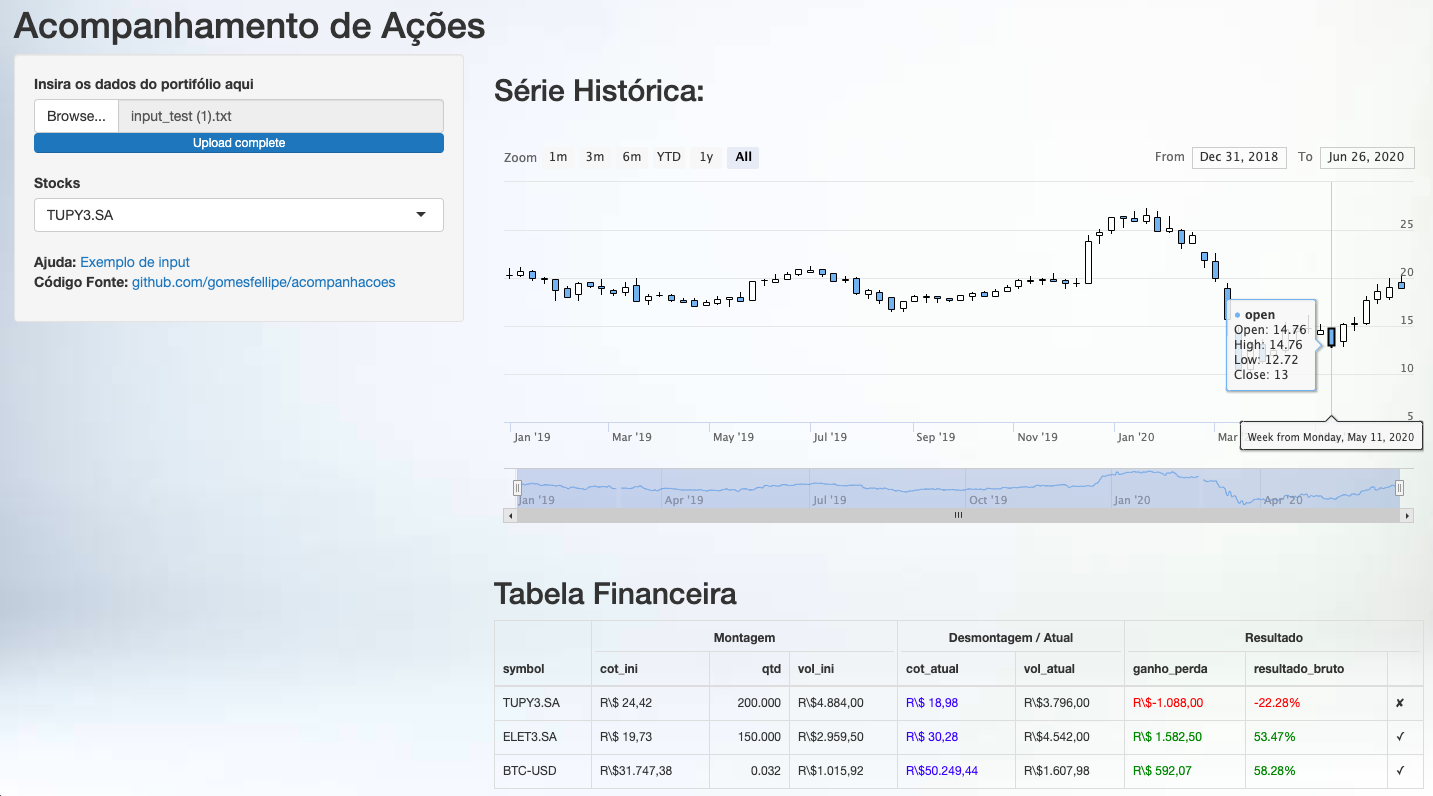 Acompanhamento de Ações
Insira os dados do portifólio aqui
Browse... input_test (1).txt
Upload complete
Stocks
TUPY3.SA
Ajuda: Exemplo de input
Código Fonte: github.com/gomesfellipe/acompanhacoes
Série Histórica:
Zoom 1m 3m 6m YTD 1y All From Dec 31, 2018 To Jun 26, 2020
25
20
15
10
5
open
Open: 14.76
High: 14.76
Low: 12.72
Close: 13
Jan '19 Mar '19 May '19 Jul '19 Sep '19 Nov '19 Jan '20 Mar
Week from Monday, May 11, 2020
Jan '19 Apr '19 Jul '19 Oct '19 Jan '20 Apr '20
Tabela Financeira
Montagem Desmontagem / Atual Resultado
symbol cot_ini qtd vol_ini cot_atual vol_atual ganho_perda resultado_bruto
TUPY3.SA R\$ 24,42 200.000 R\$4.884,00 R\$ 18,98 R\$3.796,00 R\$-1.088,00 -22.28% ✘
ELET3.SA R\$ 19,73 150.000 R\$2.959,50 R\$ 30,28 R\$4.542,00 R\$ 1.582,50 53.47% ✓
BTC-USD R\$31.747,38 0.032 R\$1.015,92 R\$50.249,44 R\$1.607,98 R\$ 592,07 58.28% ✓